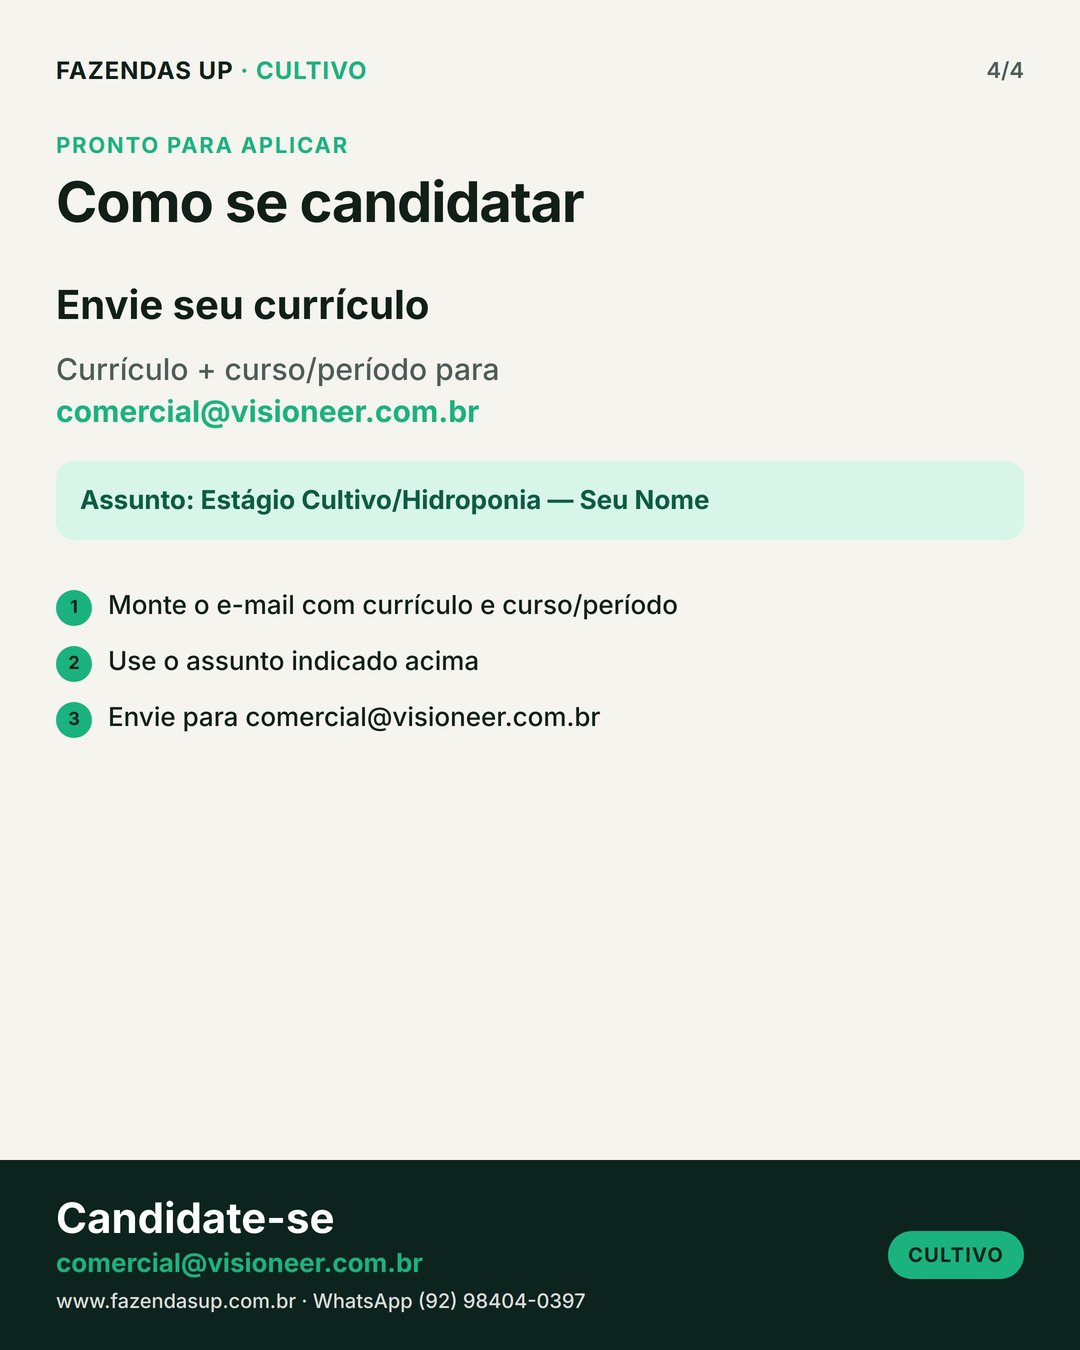 FAZENDAS UP · CULTIVO
4/4
PRONTO PARA APLICAR
Como se candidatar
Envie seu currículo
Currículo + curso/período para
comercial@visioneer.com.br
Assunto: Estágio Cultivo/Hidroponia — Seu Nome
1 Monte o e-mail com currículo e curso/período
2 Use o assunto indicado acima
3 Envie para comercial@visioneer.com.br
Candidate-se
comercial@visioneer.com.br
www.fazendasup.com.br · WhatsApp (92) 98404-0397
CULTIVO